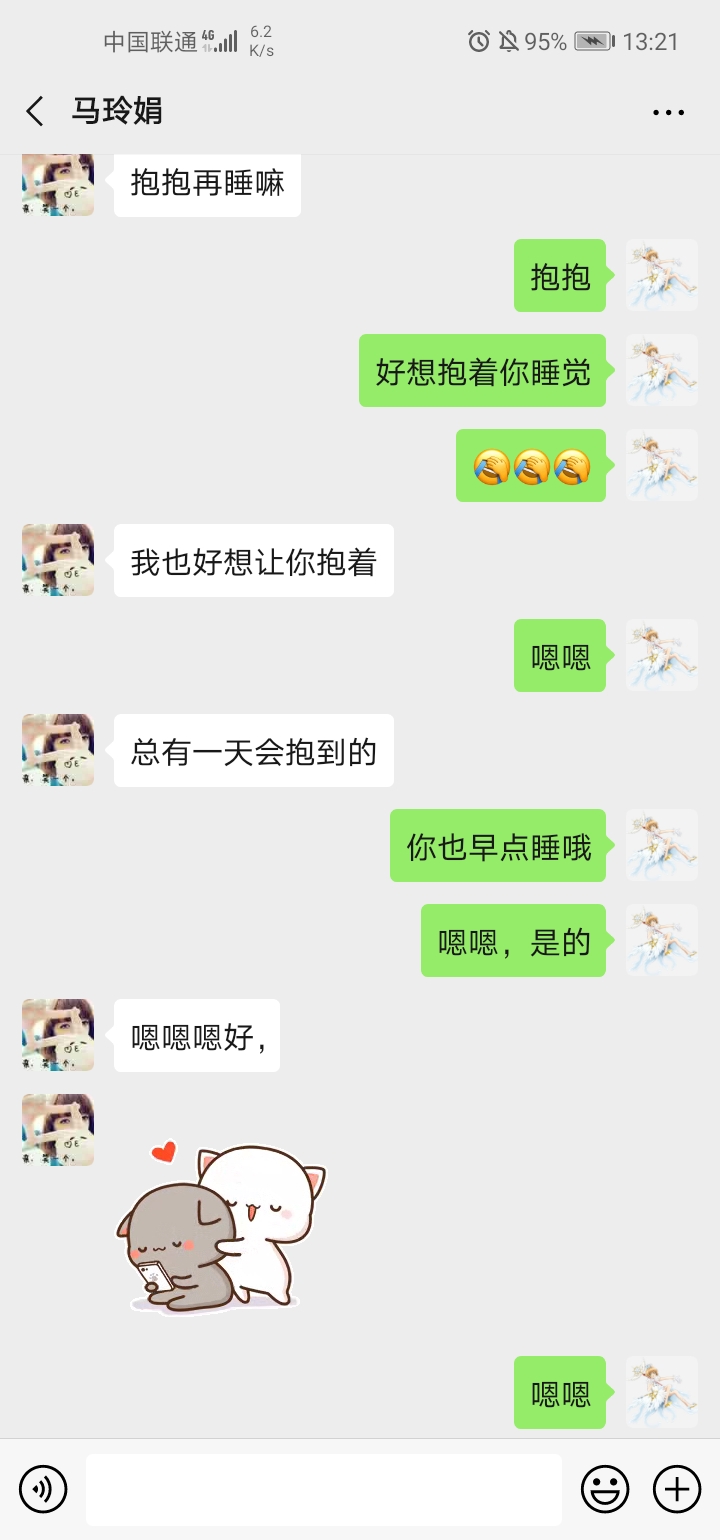 中国联通 4G 6.2 K/s 95% 13:21
马玲娟
抱抱再睡嘛
抱抱
好想抱着你睡觉
🤦🤦🤦
我也好想让你抱着
嗯嗯
总有一天会抱到的
你也早点睡哦
嗯嗯，是的
嗯嗯嗯好，
嗯嗯